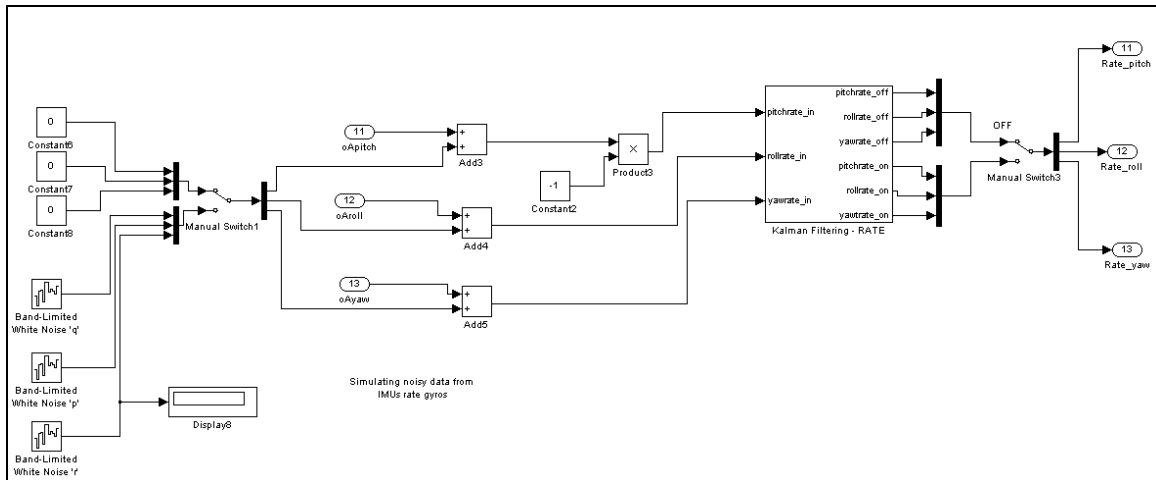 0
Constant6
0
Constant7
0
Constant8
Manual Switch1
Band-Limited
White Noise 'q'
Band-Limited
White Noise 'p'
Band-Limited
White Noise 'r'
Display8
11
oApitch
+
+
Add3
12
oAroll
+
+
Add4
13
oAyaw
+
+
Add5
-1
Constant2
×
Product3
Simulating noisy data from
IMUs rate gyros
pitchrate_in
rollrate_in
yawrate_in
pitchrate_off
rollrate_off
yawrate_off
pitchrate_on
rollrate_on
yawtrate_on
Kalman Filtering - RATE
OFF
Manual Switch3
11
Rate_pitch
12
Rate_roll
13
Rate_yaw